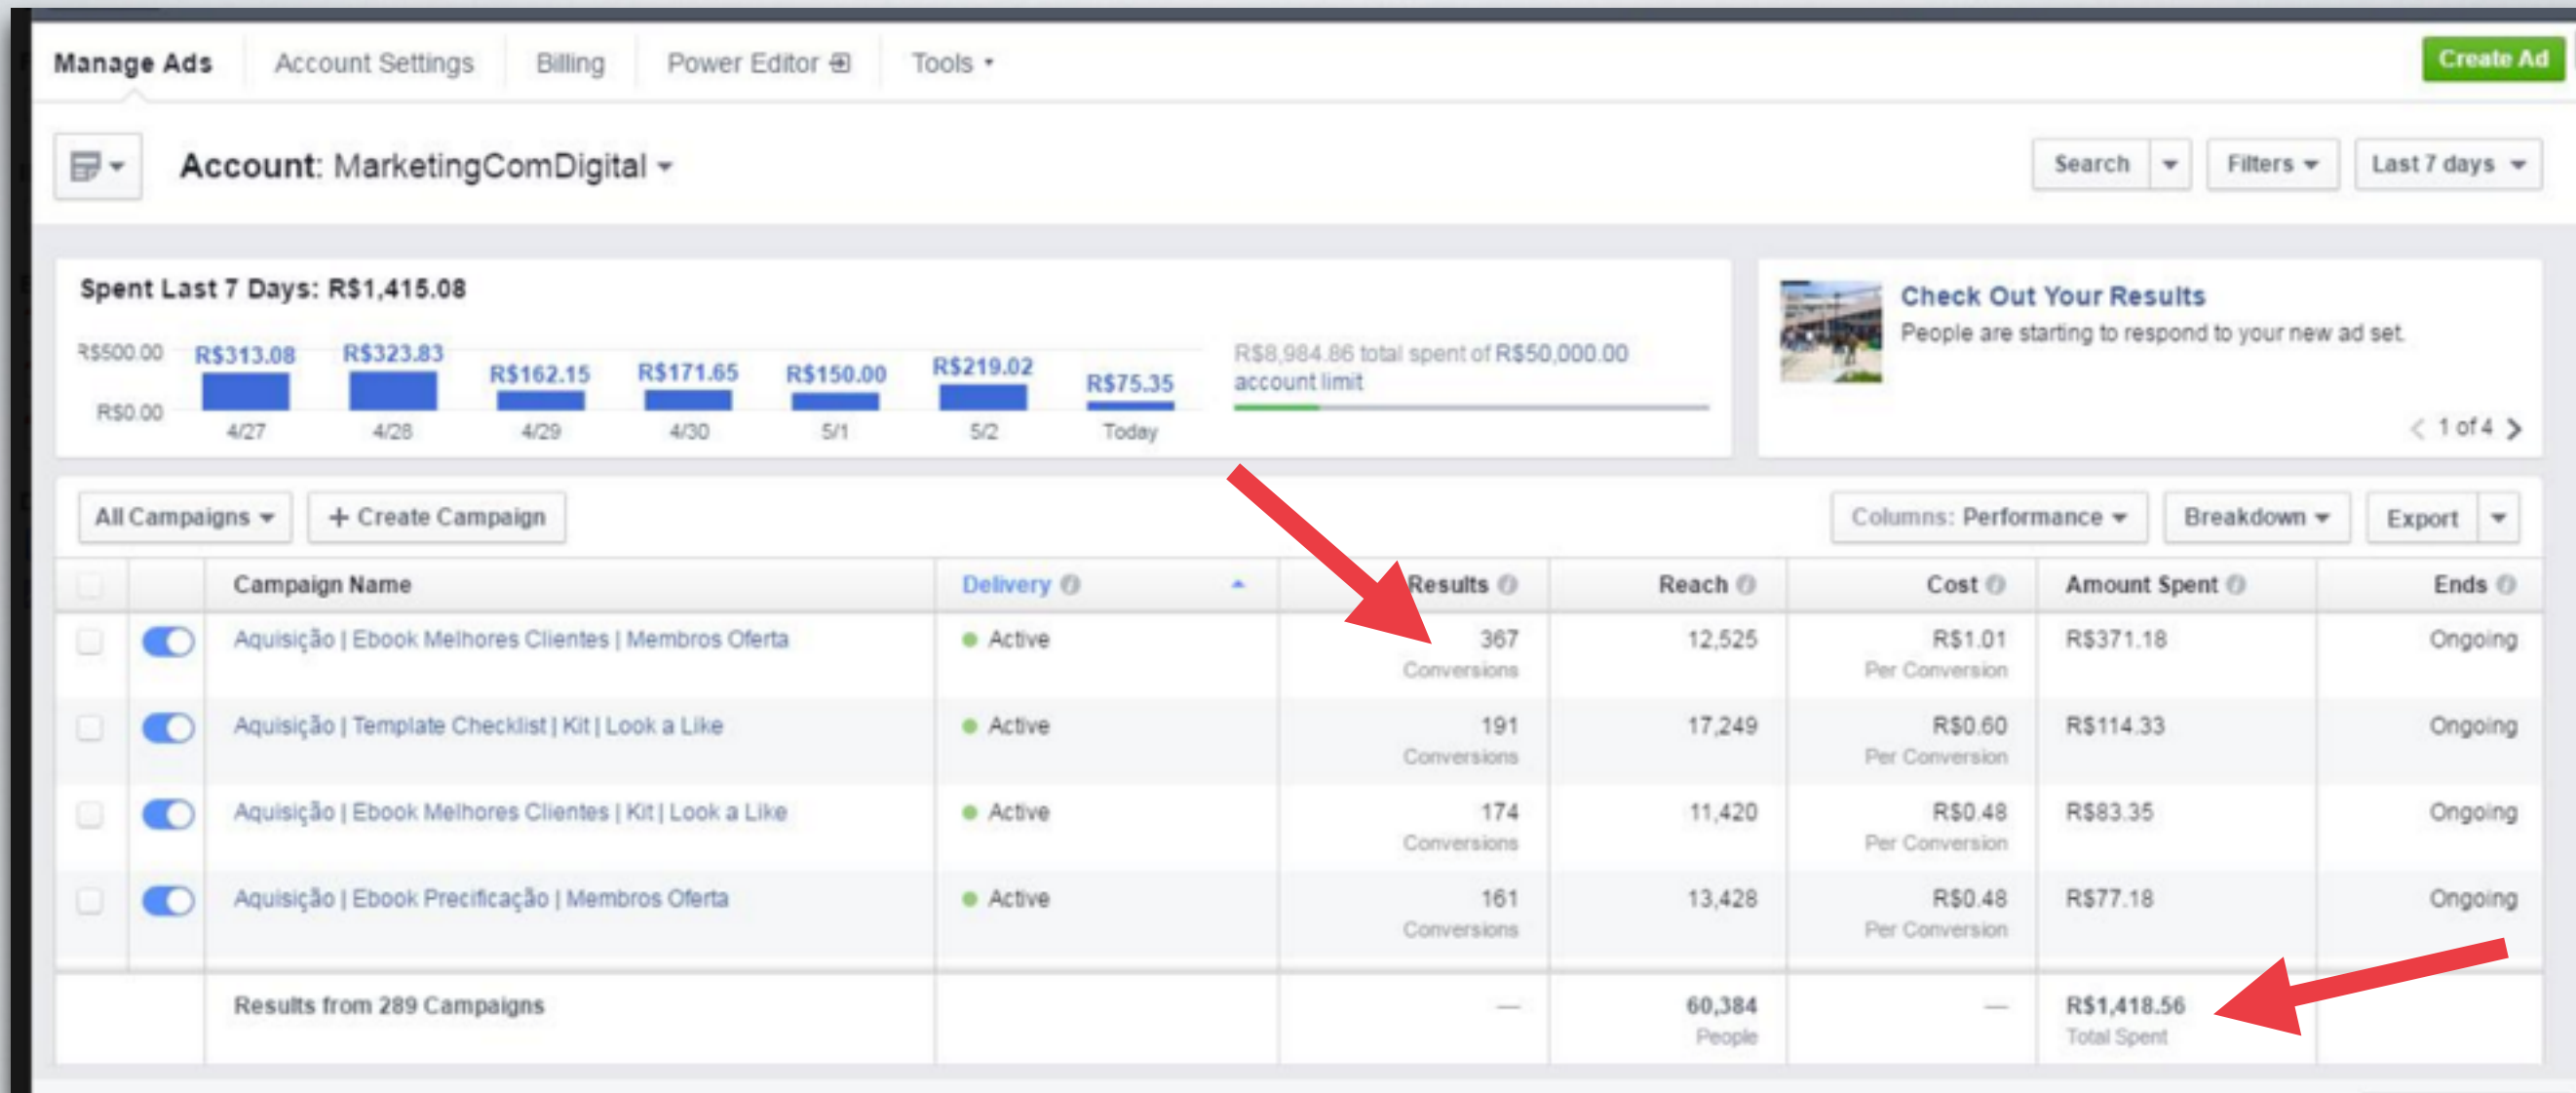 Manage Ads Account Settings Billing Power Editor Tools Create Ad
Account: MarketingComDigital Search Filters Last 7 days
Spent Last 7 Days: R$1,415.08
R$500.00 R$313.08 R$323.83 R$162.15 R$171.65 R$150.00 R$219.02 R$75.35
R$0.00
4/27 4/28 4/29 4/30 5/1 5/2 Today
R$8,984.86 total spent of R$50,000.00
account limit
Check Out Your Results
People are starting to respond to your new ad set.
1 of 4
All Campaigns + Create Campaign Columns: Performance Breakdown Export
Campaign Name Delivery Results Reach Cost Amount Spent Ends
Aquisição | Ebook Melhores Clientes | Membros Oferta Active 367 12,525 R$1.01 R$371.18 Ongoing
Conversions Per Conversion
Aquisição | Template Checklist | Kit | Look a Like Active 191 17,249 R$0.60 R$114.33 Ongoing
Conversions Per Conversion
Aquisição | Ebook Melhores Clientes | Kit | Look a Like Active 174 11,420 R$0.48 R$83.35 Ongoing
Conversions Per Conversion
Aquisição | Ebook Precificação | Membros Oferta Active 161 13,428 R$0.48 R$77.18 Ongoing
Conversions Per Conversion
Results from 289 Campaigns — 60,384 — R$1,418.56
People Total Spent